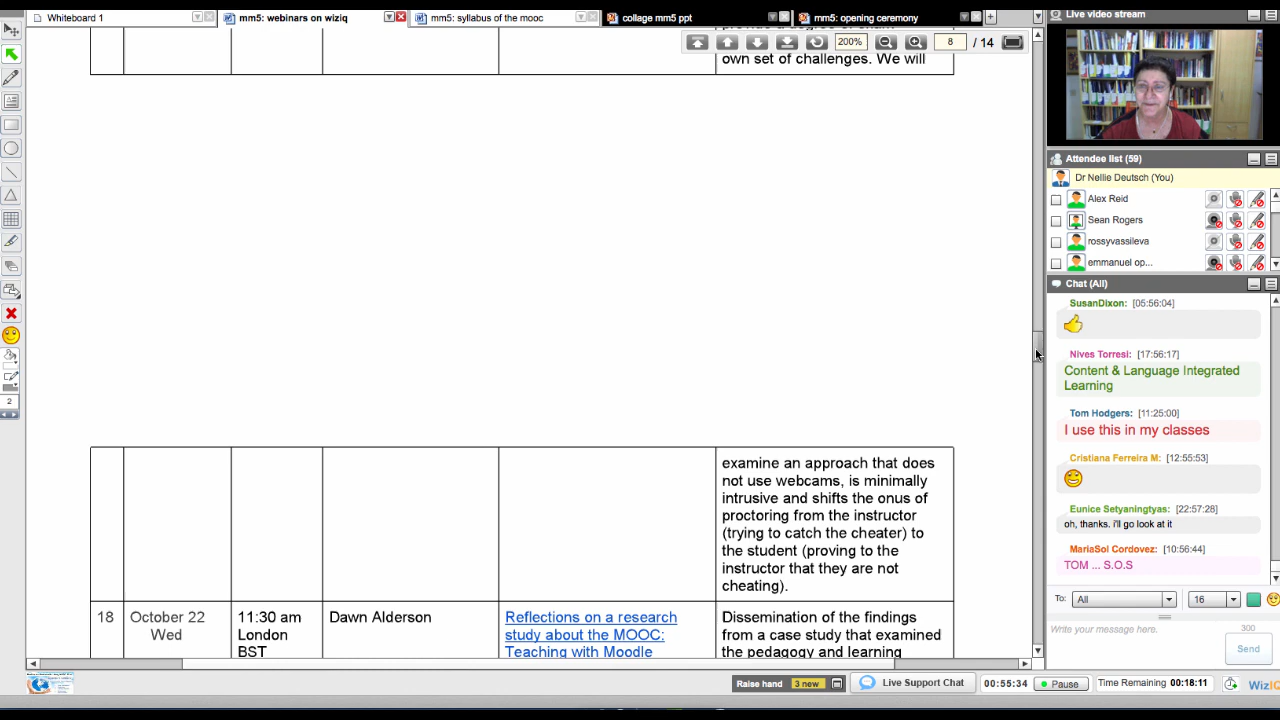 Whiteboard 1
mm5: webinars on wiziq
mm5: syllabus of the mooc
collage mm5 ppt
mm5: opening ceremony
Live video stream
200%
8
/ 14
own set of challenges. We will
examine an approach that does
not use webcams, is minimally
intrusive and shifts the onus of
proctoring from the instructor
(trying to catch the cheater) to
the student (proving to the
instructor that they are not
cheating).
18
October 22
Wed
11:30 am
London
BST
Dawn Alderson
Reflections on a research
study about the MOOC:
Teaching with Moodle
Dissemination of the findings
from a case study that examined
the pedagogy and learning
2
Attendee list (59)
Dr Nellie Deutsch (You)
Alex Reid
Sean Rogers
rossyvassileva
emmanuel op...
Chat (All)
SusanDixon: [05:56:04]
Nives Torresi: [17:56:17]
Content & Language Integrated
Learning
Tom Hodgers: [11:25:00]
I use this in my classes
Cristiana Ferreira M: [12:55:53]
Eunice Setyaningtyas: [22:57:28]
oh, thanks. i'll go look at it
MariaSol Cordovez: [10:56:44]
TOM ... S.O.S
To:
All
16
Write your message here.
300
Send
Raise hand
3 new
Live Support Chat
00:55:34
Pause
Time Remaining 00:18:11